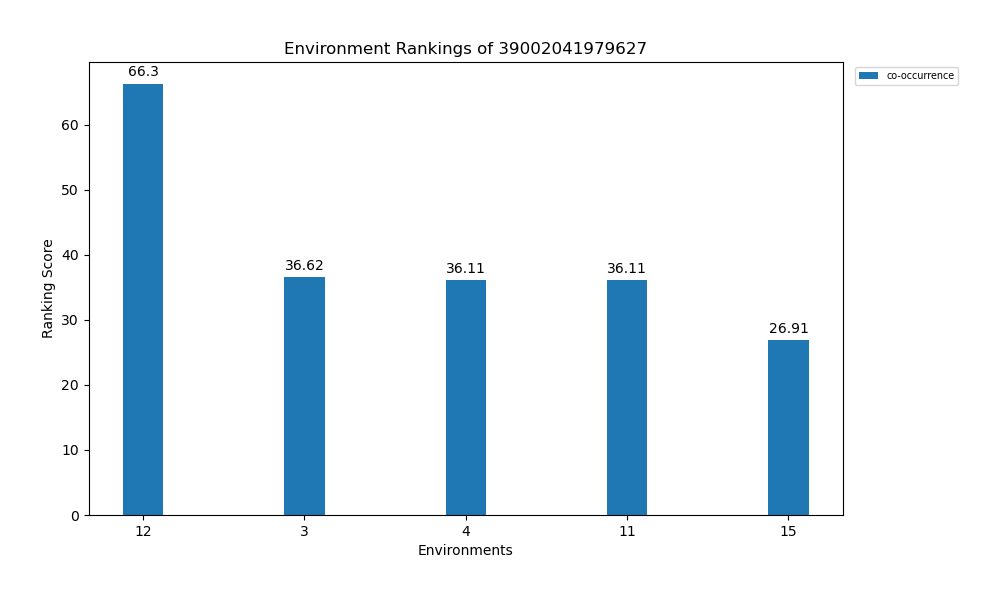 Environment Rankings of 39002041979627
co-occurrence
66.3
36.62
36.11
36.11
26.91
Ranking Score
60
50
40
30
20
10
0
12 3 4 11 15
Environments